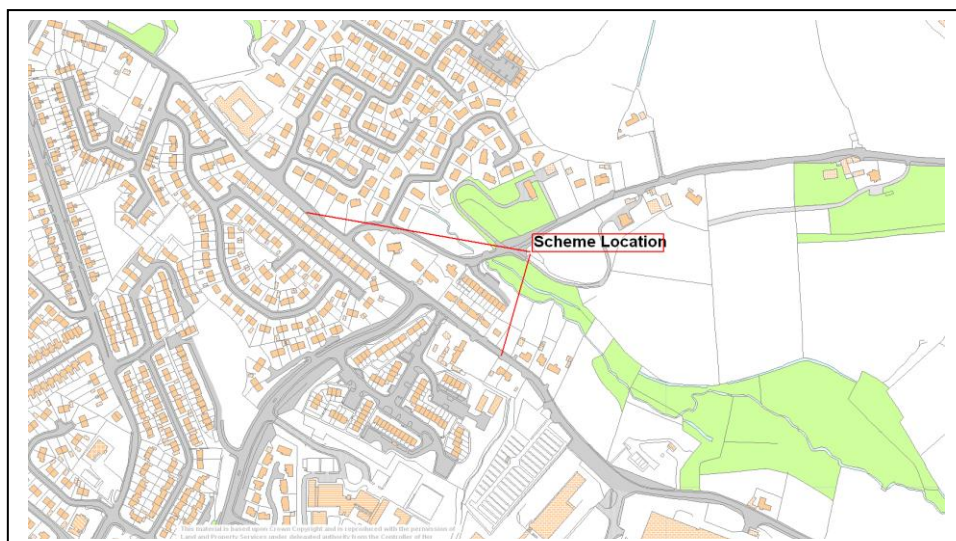 Scheme Location
This material is based upon Crown Copyright and is reproduced with the permission of
Land and Property Services under delegated authority from the Controller of Her